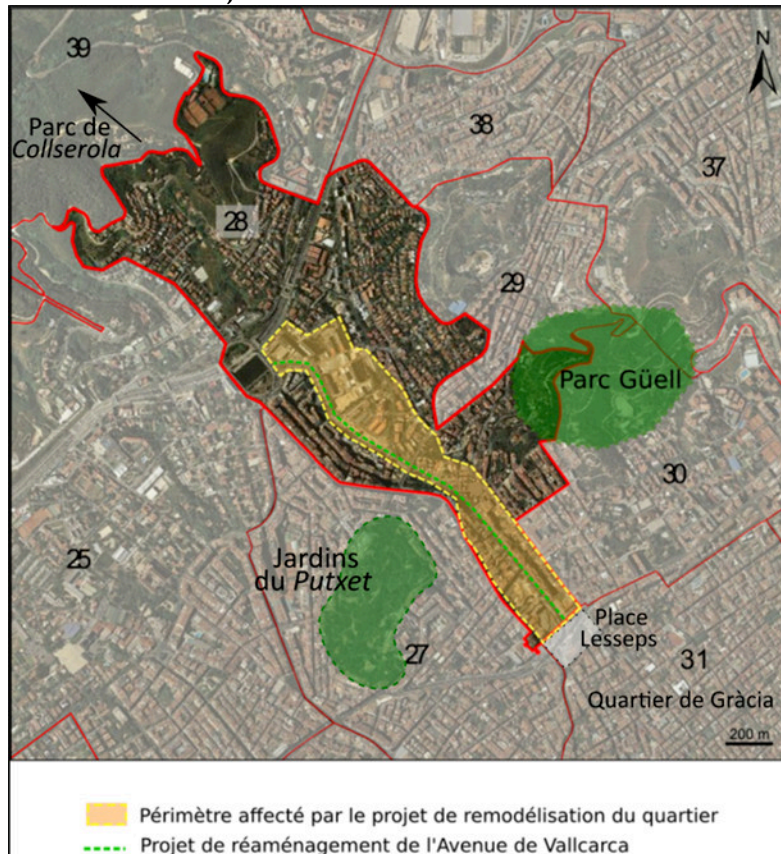 39
N
Parc de
Collserola
38
37
28
29
Parc Güell
30
25
Jardins
du Putxet
27
Place
Lesseps
31
Quartier de Gràcia
200 m
Périmètre affecté par le projet de remodélisation du quartier
Projet de réaménagement de l'Avenue de Vallcarca